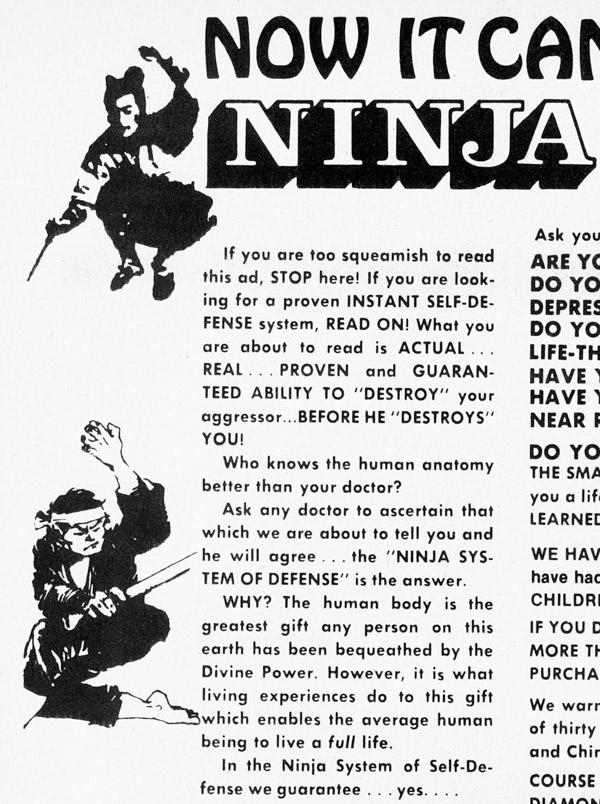 NOW IT CAN
NINJA
If you are too squeamish to read
this ad, STOP here! If you are look-
ing for a proven INSTANT SELF-DE-
FENSE system, READ ON! What you
are about to read is ACTUAL . . .
REAL . . . PROVEN and GUARAN-
TEED ABILITY TO "DESTROY" your
aggressor...BEFORE HE "DESTROYS"
YOU!
Who knows the human anatomy
better than your doctor?
Ask any doctor to ascertain that
which we are about to tell you and
he will agree . . . the "NINJA SYS-
TEM OF DEFENSE" is the answer.
WHY? The human body is the
greatest gift any person on this
earth has been bequeathed by the
Divine Power. However, it is what
living experiences do to this gift
which enables the average human
being to live a full life.
In the Ninja System of Self-De-
fense we guarantee . . . yes. . . .
Ask you
ARE YO
DO YO
DEPRES
DO YO
LIFE-TH
HAVE Y
HAVE Y
NEAR
DO YO
THE SMA
you a lif
LEARNED
WE HAV
have had
CHILDRE
IF YOU D
MORE TH
PURCHA
We warn
of thirty
and Chin
COURSE
DIAMON